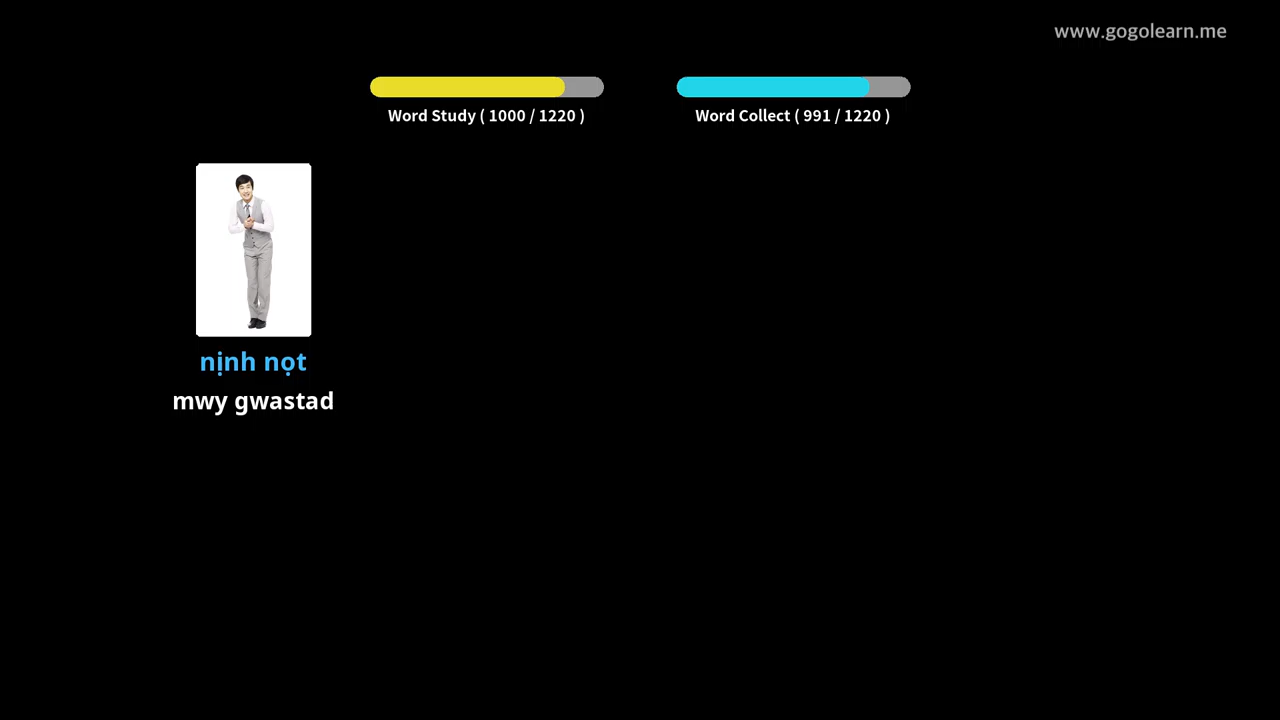 www.gogolearn.me
Word Study ( 1000 / 1220 )
Word Collect ( 991 / 1220 )
nịnh nọt
mwy gwastad